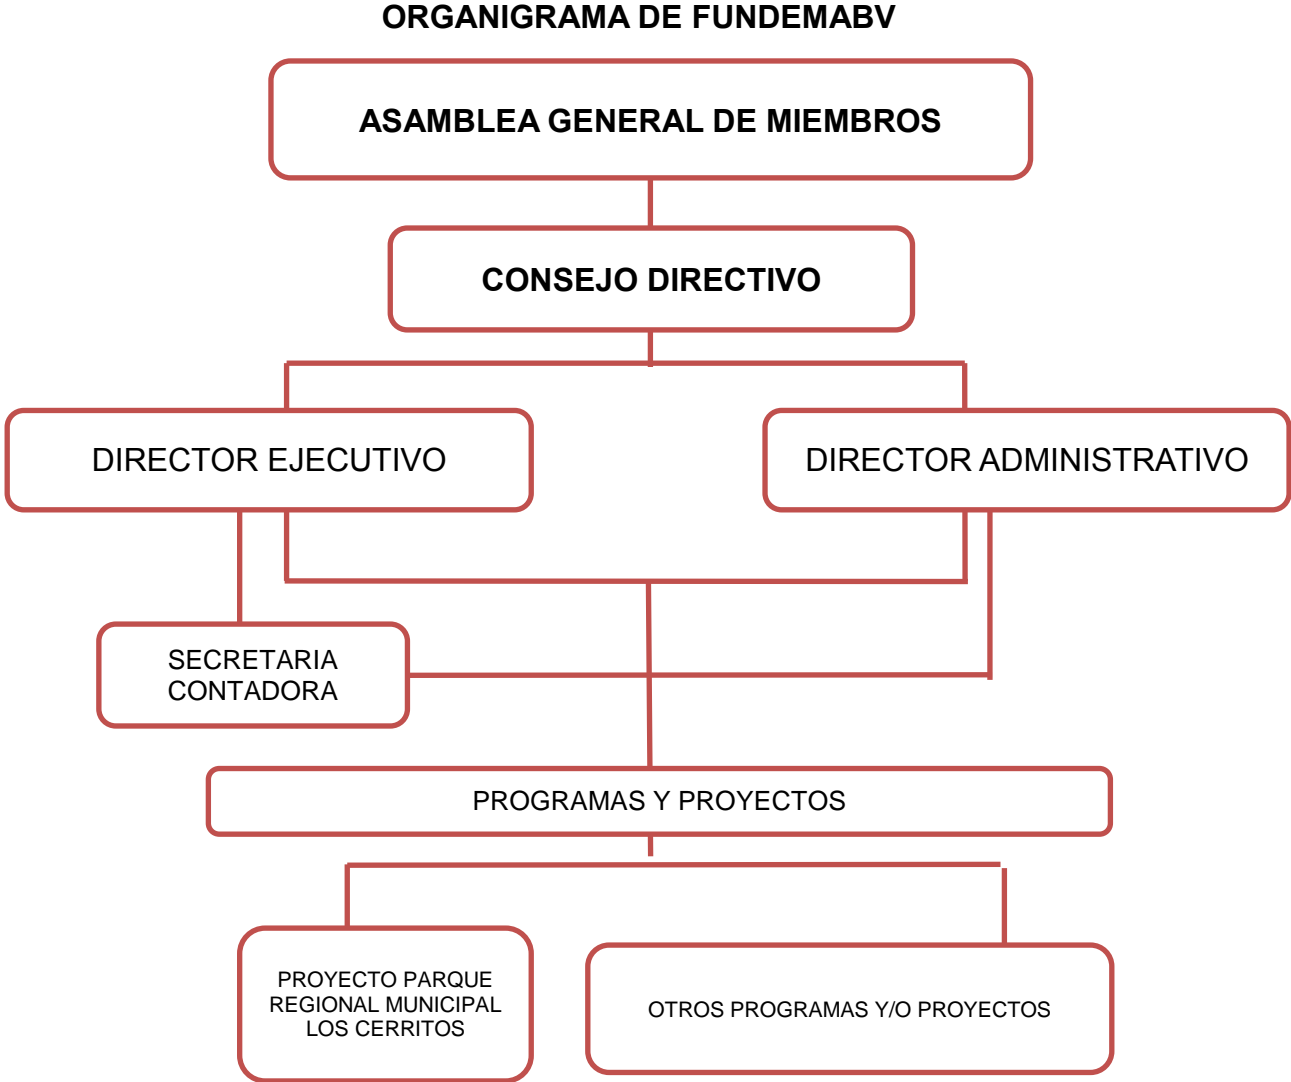 ORGANIGRAMA DE FUNDEMABV
ASAMBLEA GENERAL DE MIEMBROS
CONSEJO DIRECTIVO
DIRECTOR EJECUTIVO
DIRECTOR ADMINISTRATIVO
SECRETARIA
CONTADORA
PROGRAMAS Y PROYECTOS
PROYECTO PARQUE
REGIONAL MUNICIPAL
LOS CERRITOS
OTROS PROGRAMAS Y/O PROYECTOS